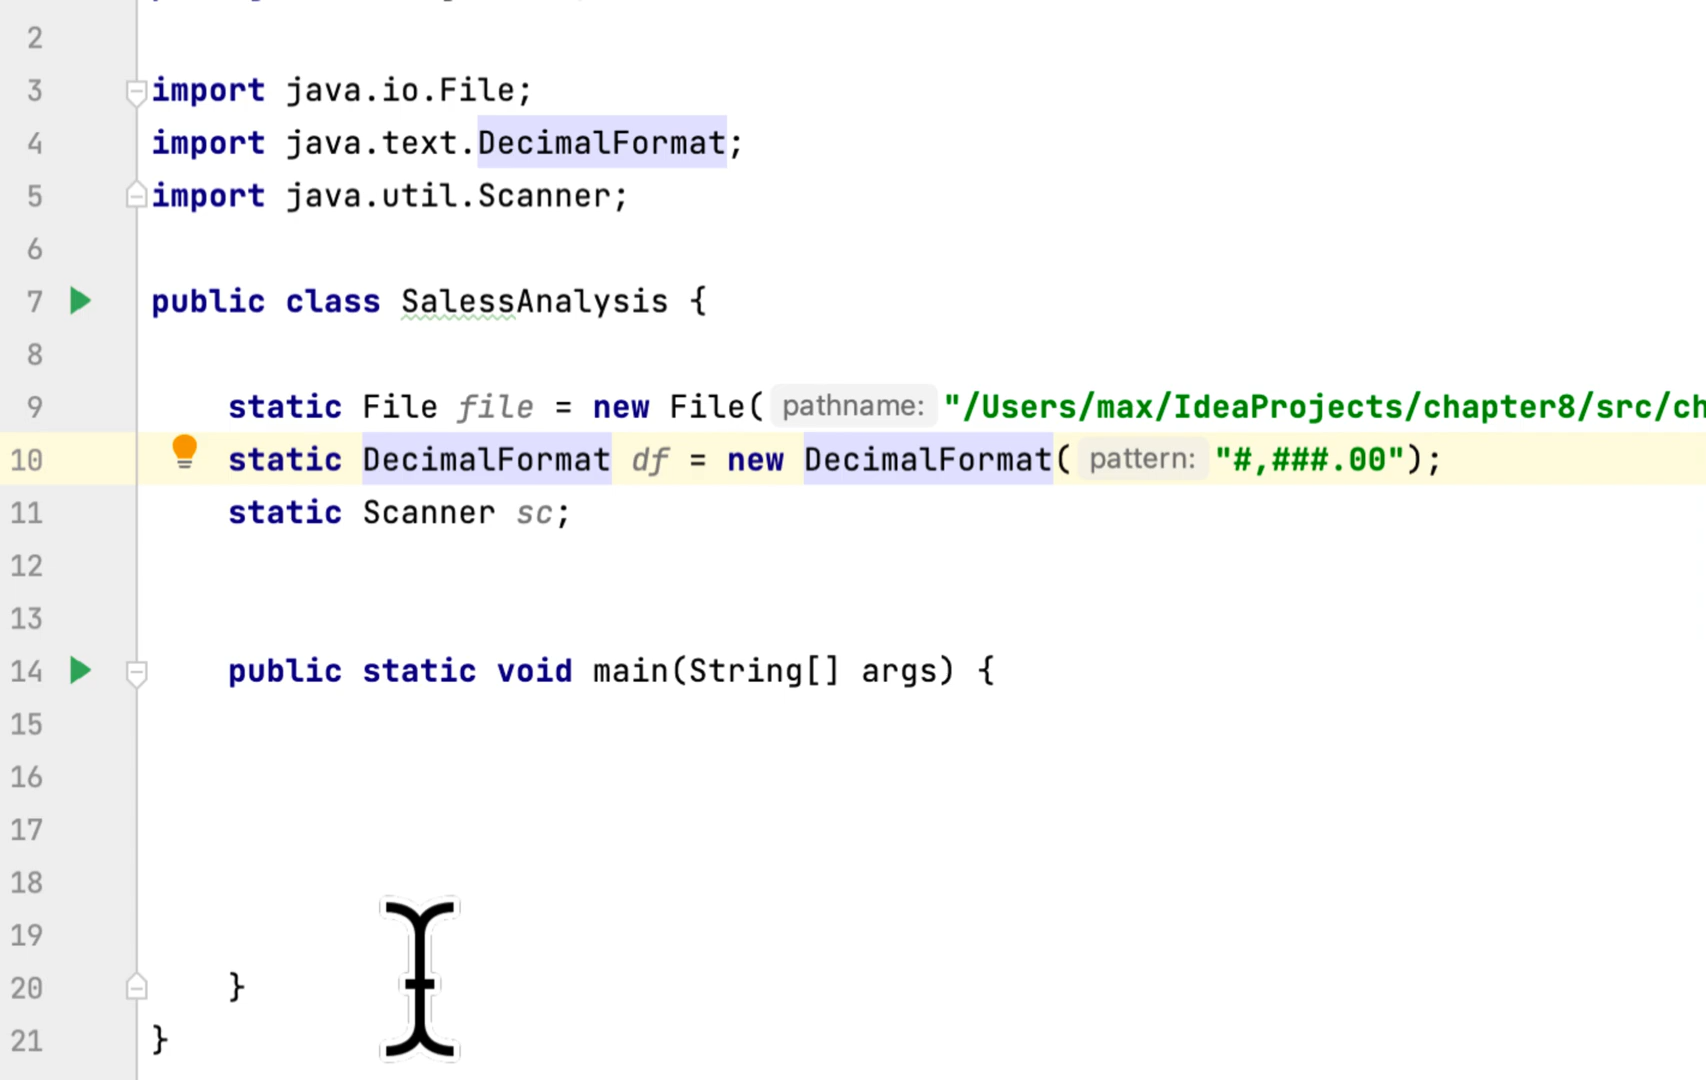 2
3 import java.io.File;
4 import java.text.DecimalFormat;
5 import java.util.Scanner;
6
7 public class SalessAnalysis {
8
9 static File file = new File( pathname: "/Users/max/IdeaProjects/chapter8/src/ch
10 static DecimalFormat df = new DecimalFormat( pattern: "#,###.00");
11 static Scanner sc;
12
13
14 public static void main(String[] args) {
15
16
17
18
19
20 }
21 }